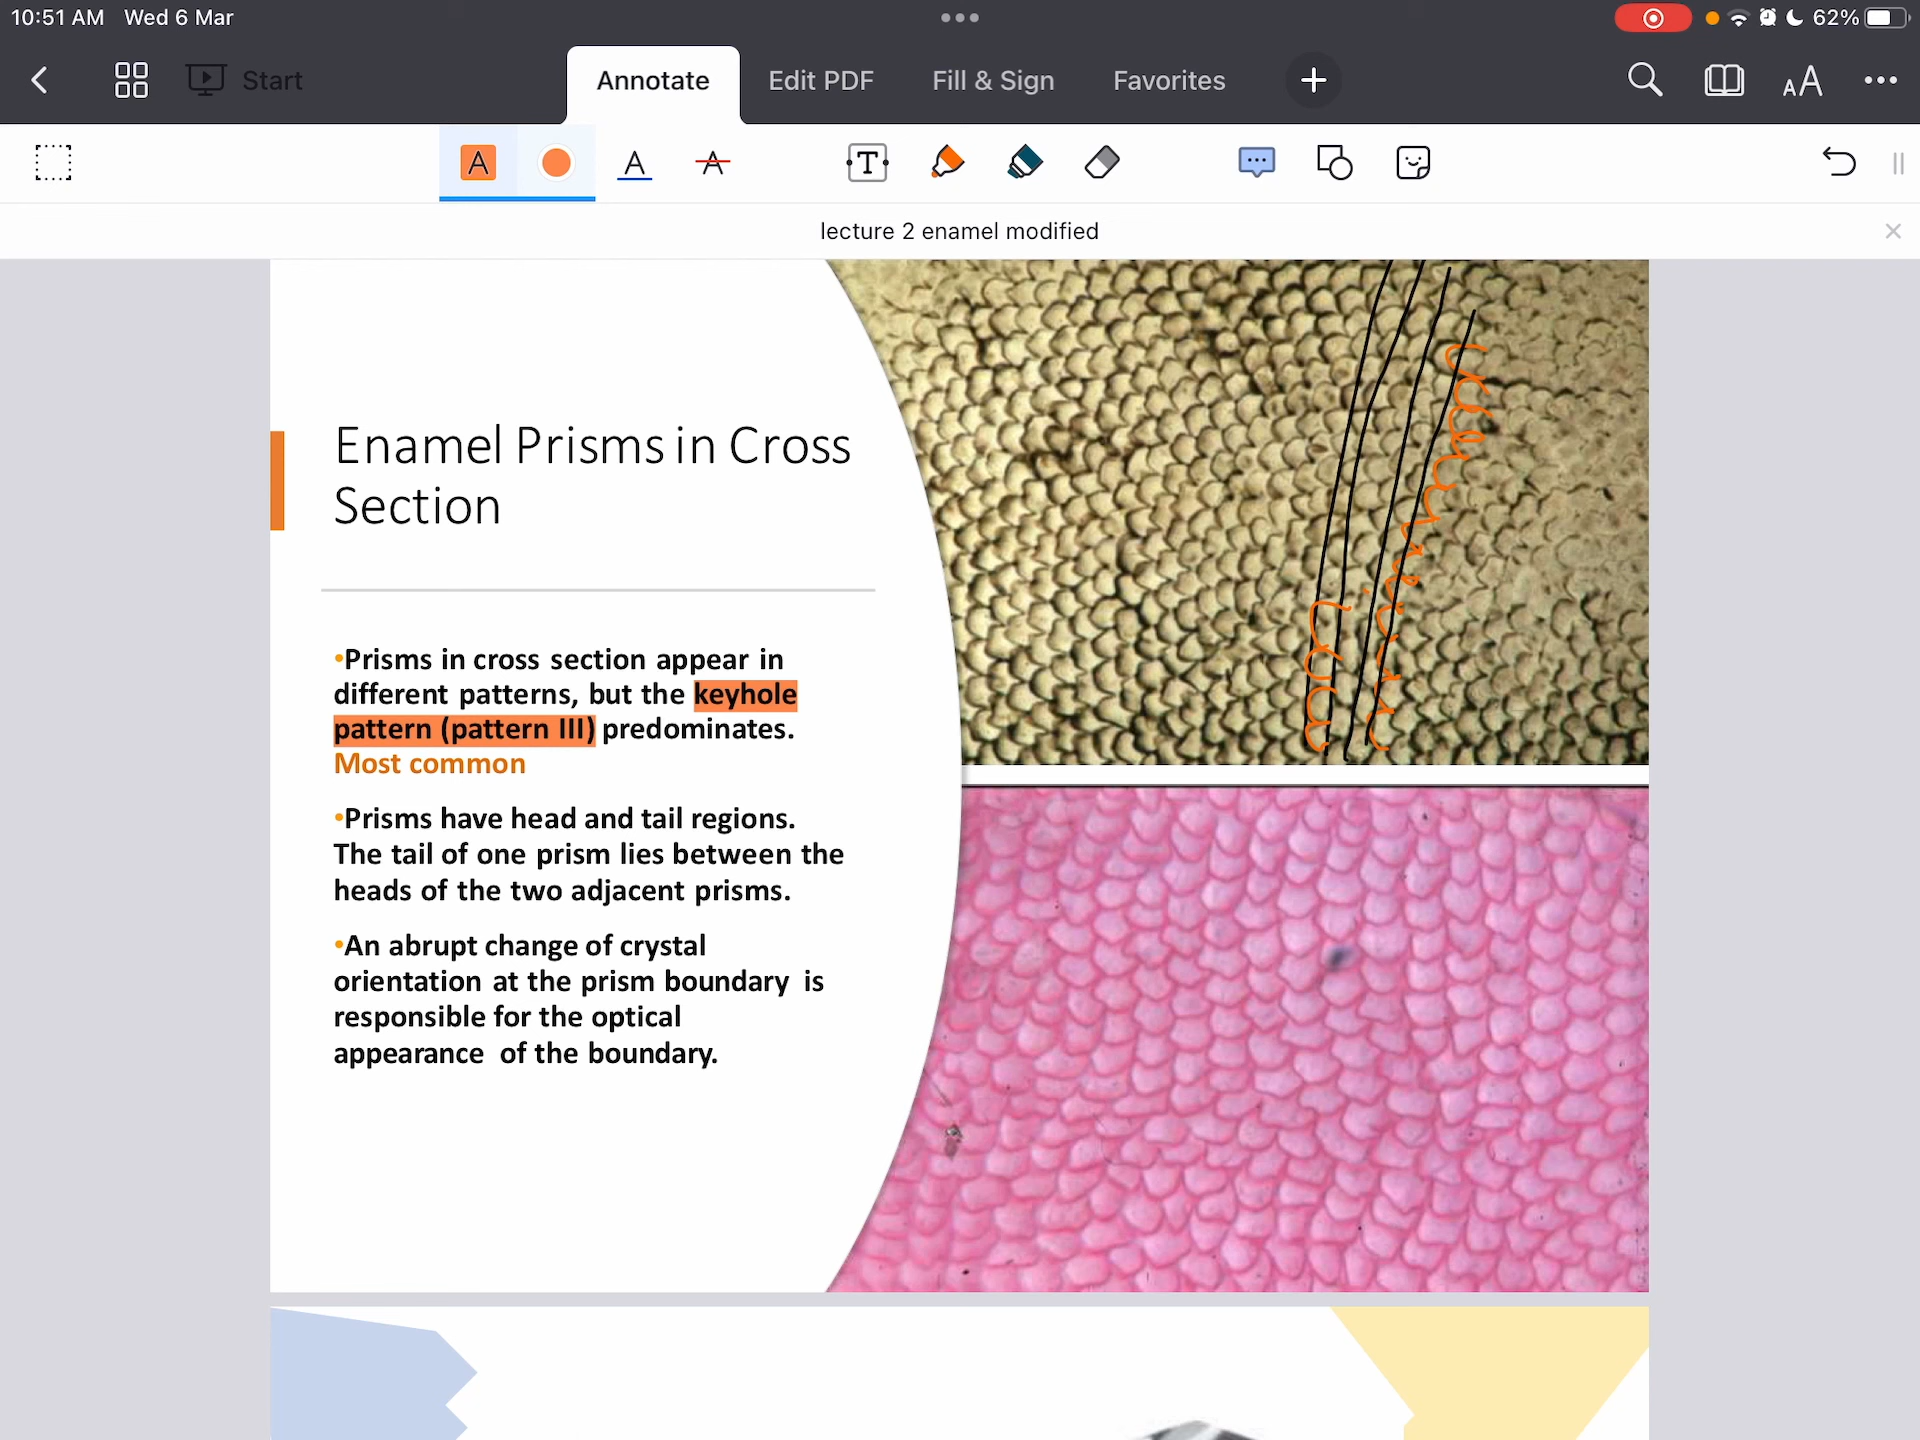 10:51 AM Wed 6 Mar
62%
Start
Annotate
Edit PDF
Fill & Sign
Favorites
AA
A
A
A
T
lecture 2 enamel modified
Enamel Prisms in Cross
Section
•Prisms in cross section appear in
different patterns, but the keyhole
pattern (pattern III) predominates.
Most common
•Prisms have head and tail regions.
The tail of one prism lies between the
heads of the two adjacent prisms.
•An abrupt change of crystal
orientation at the prism boundary is
responsible for the optical
appearance of the boundary.